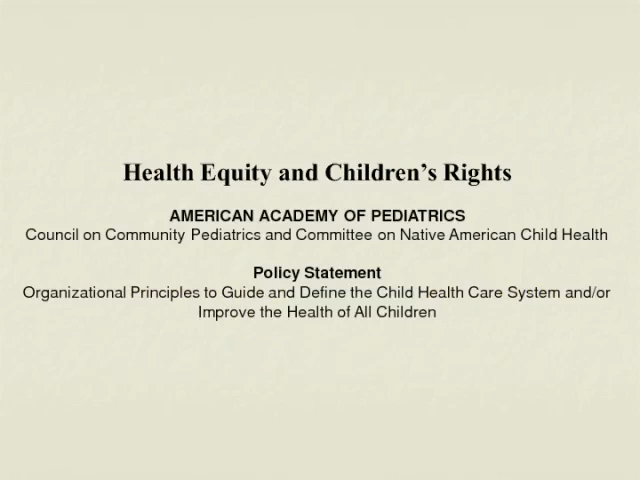 Health Equity and Children's Rights
AMERICAN ACADEMY OF PEDIATRICS
Council on Community Pediatrics and Committee on Native American Child Health
Policy Statement
Organizational Principles to Guide and Define the Child Health Care System and/or
Improve the Health of All Children